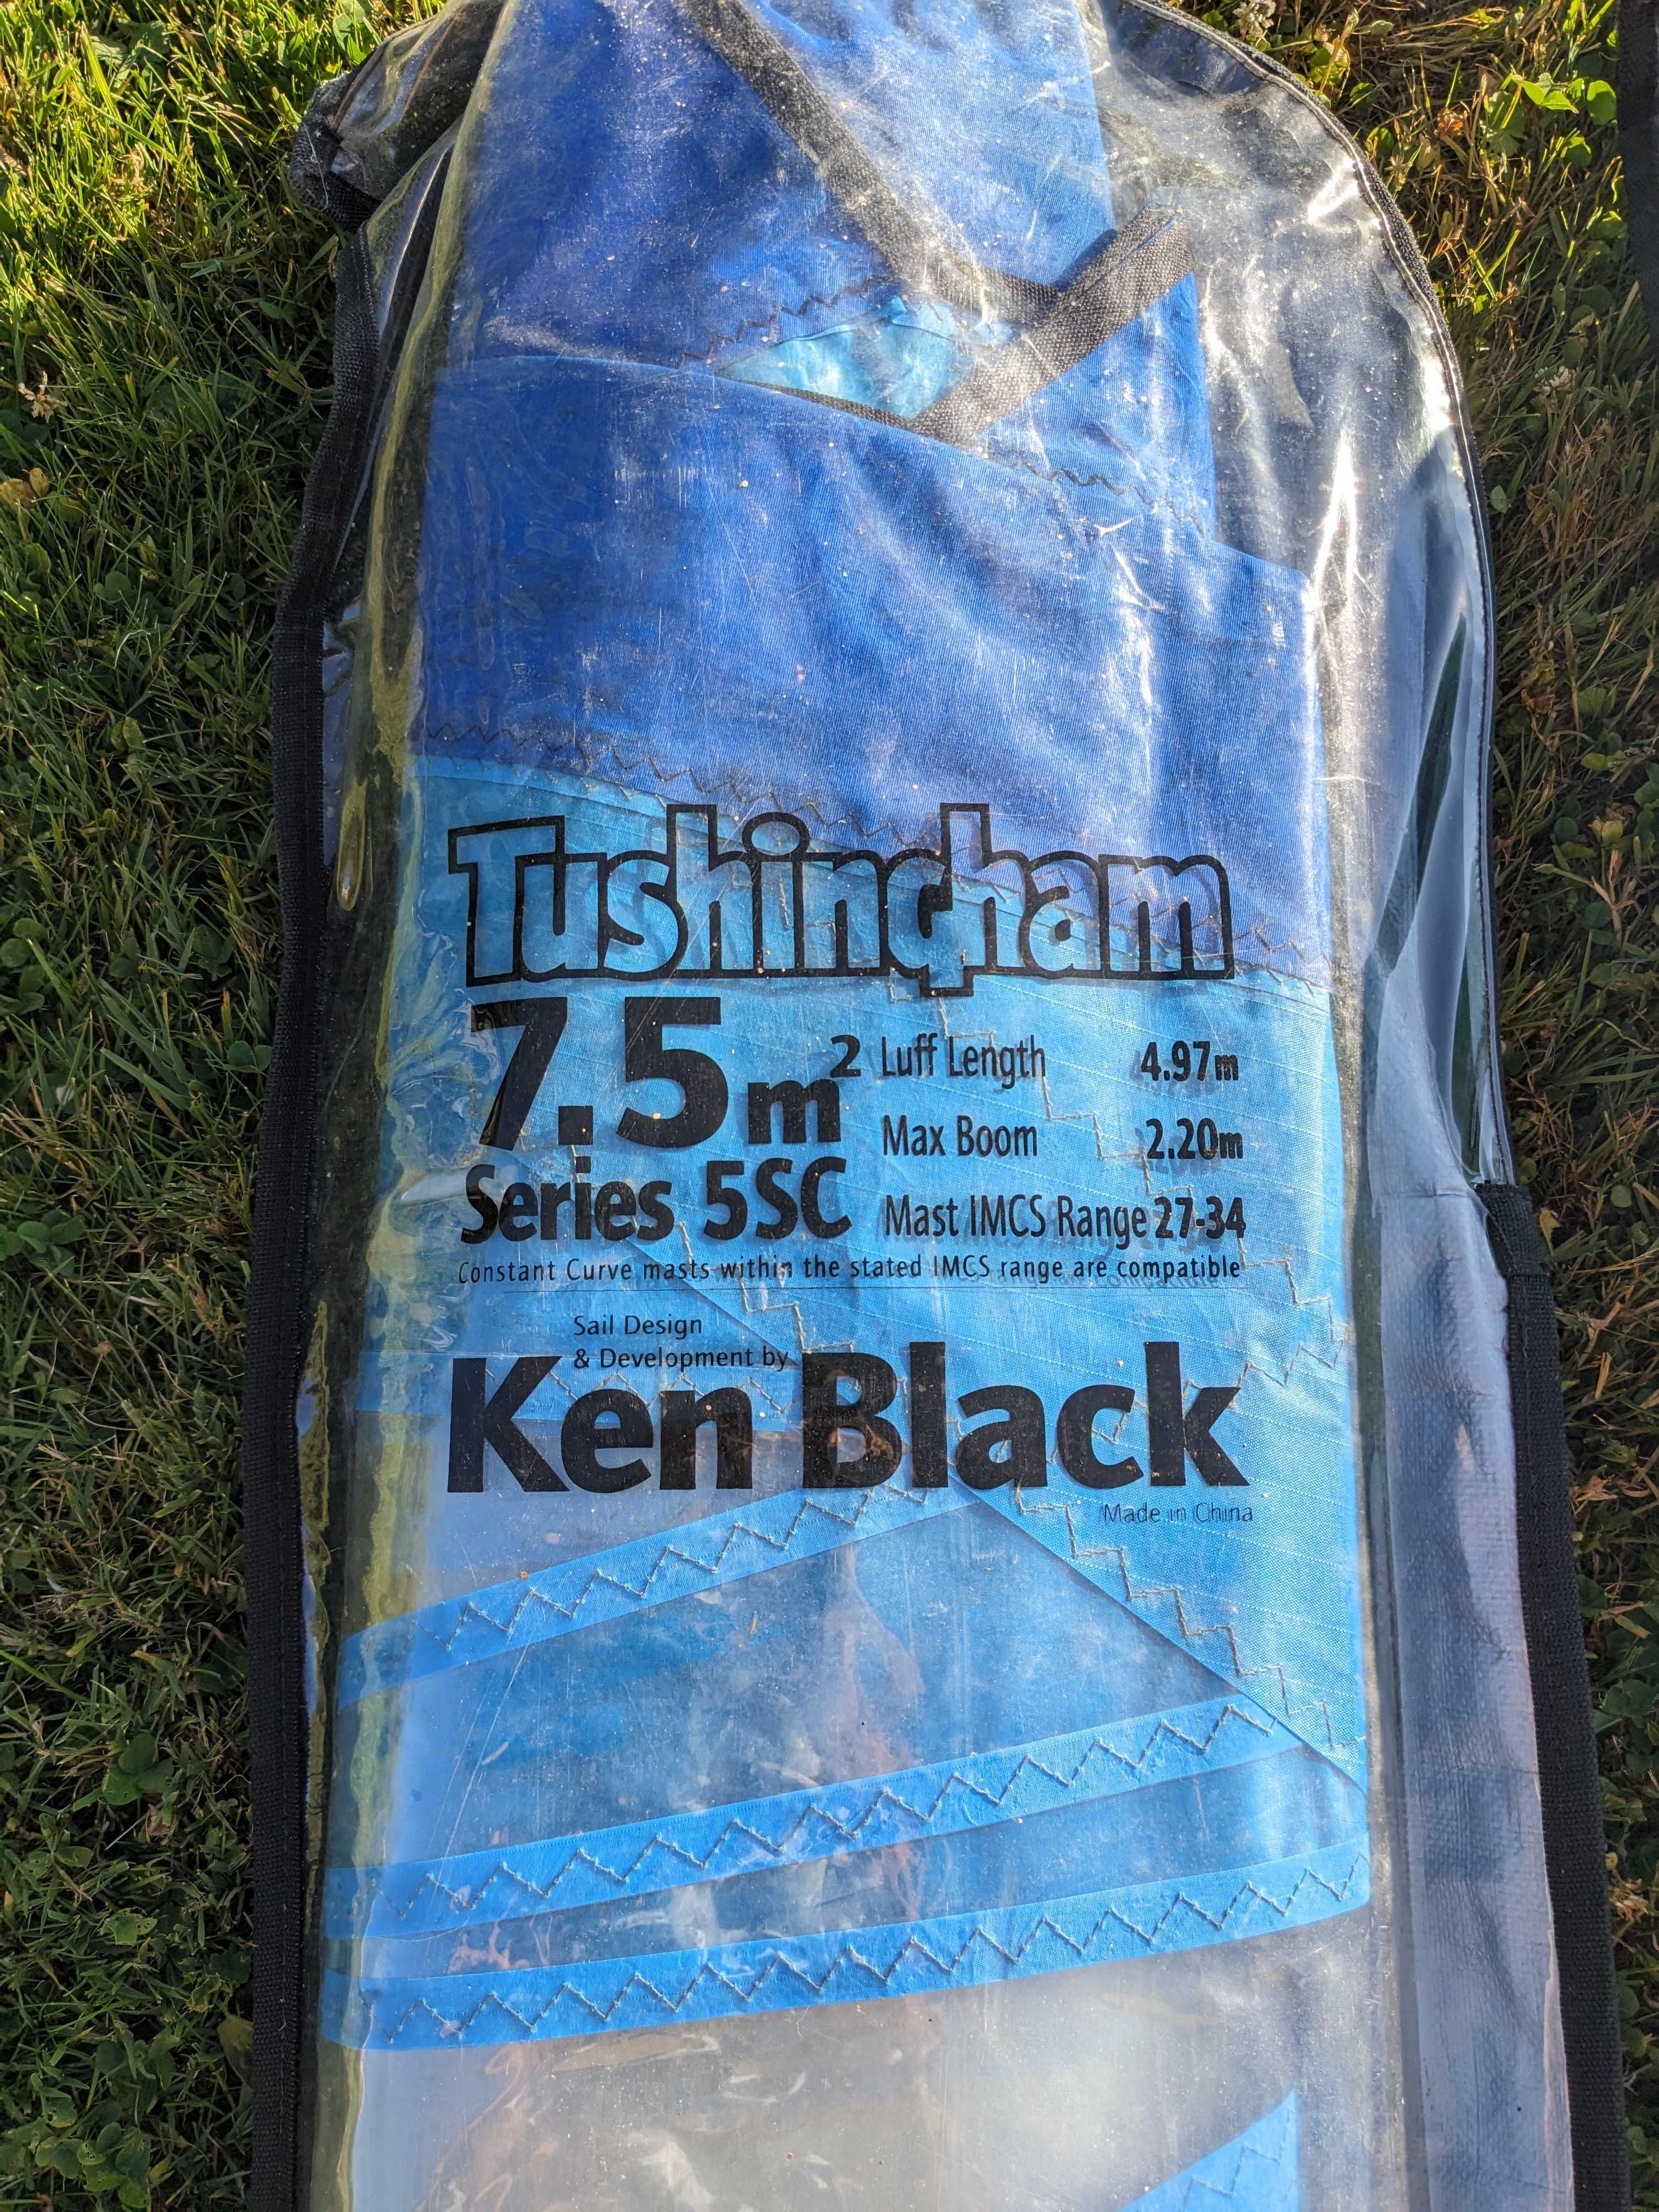 Tushingham
7.5m²
Series 5SC
Luff Length 4.97m
Max Boom 2.20m
Mast IMCS Range 27-34
Constant Curve masts within the stated IMCS range are compatible
Sail Design
& Development by
Ken Black
Made in China